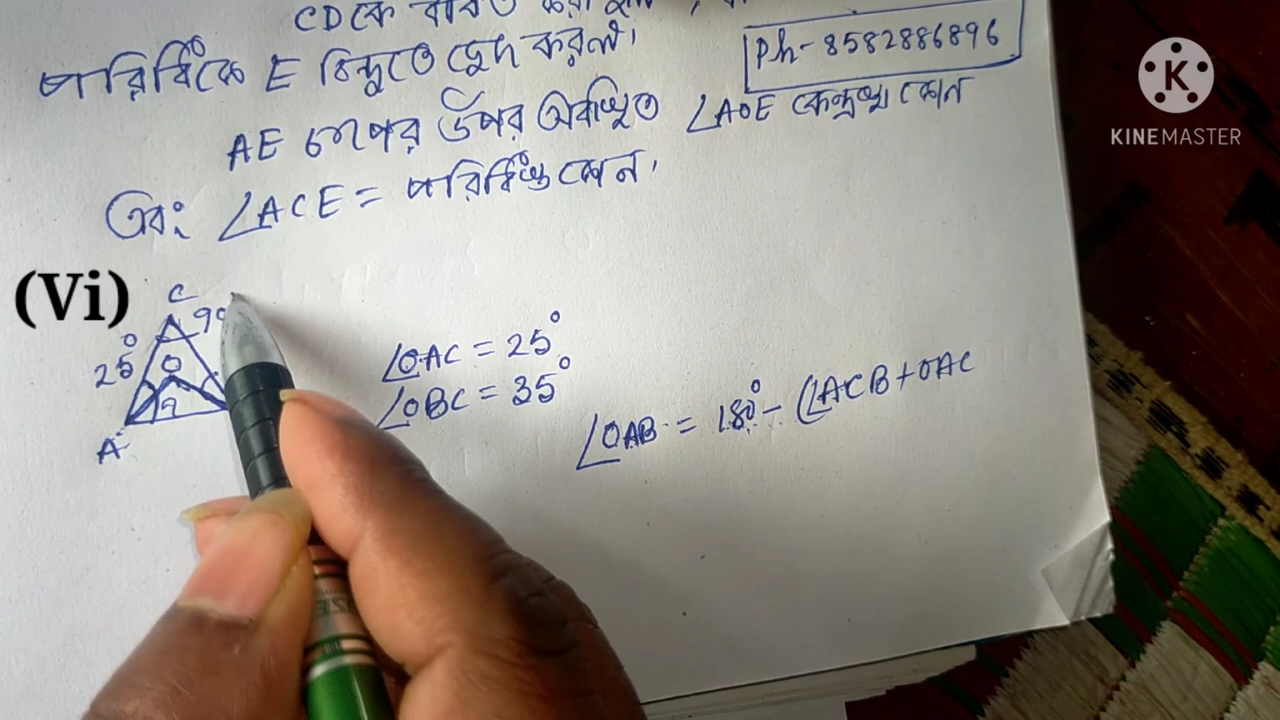 CD কে
পরিধিকে E বিন্দুতে ছেদ করল।
Ph-8582886896
K
KINEMASTER
AE চাপের উপর অবস্থিত ∠AOE কেন্দ্রস্থ কোন
এবং ∠ACE = পরিধিস্থ কোন।
(Vi)
C
90
25°
O
A
∠OAC = 25°
∠OBC = 35°
∠OAB = 180° - (∠ACB + OAC